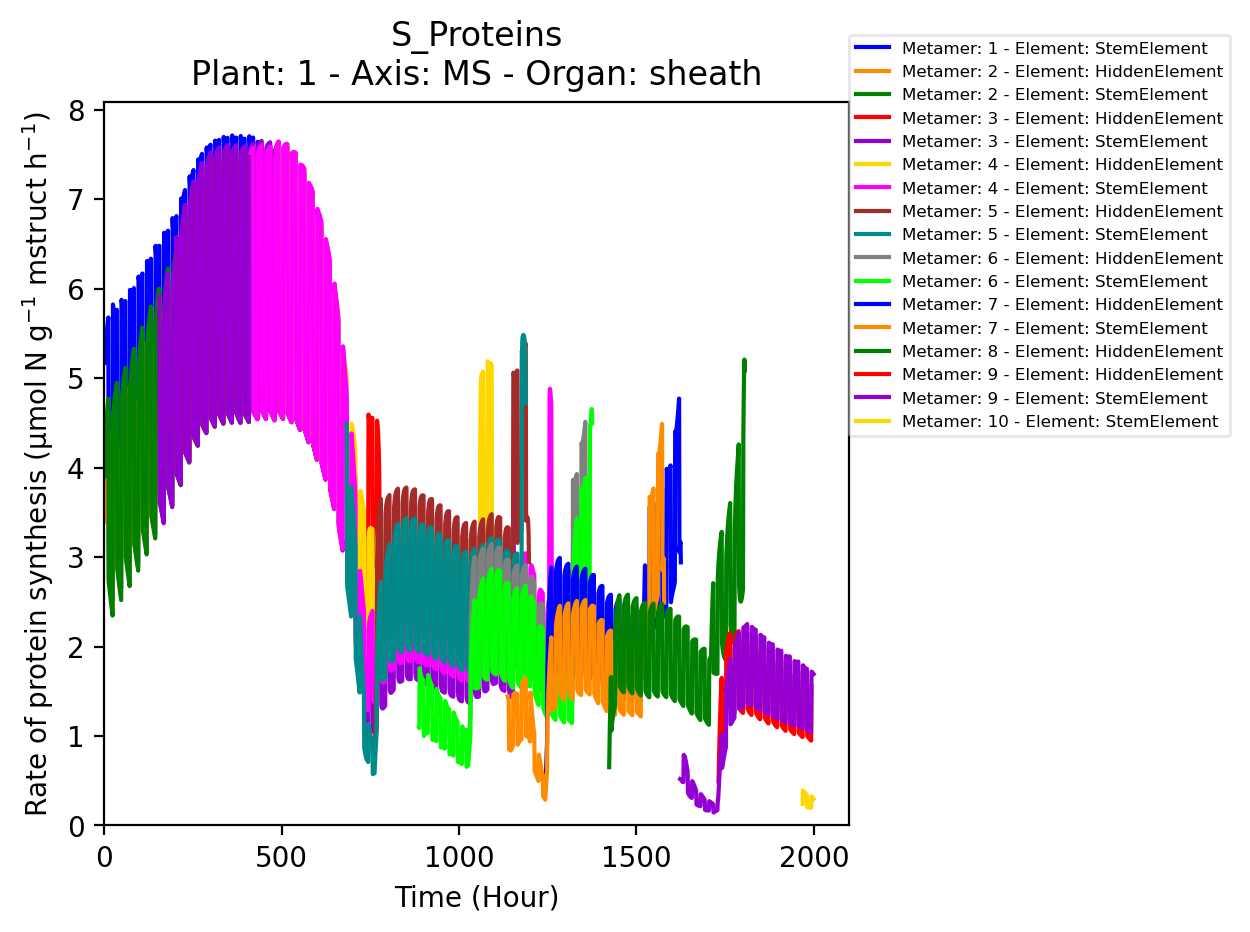 S_Proteins
Plant: 1 - Axis: MS - Organ: sheath
Rate of protein synthesis (µmol N g⁻¹ mstruct h⁻¹)
8
7
6
5
4
3
2
1
0
0 500 1000 1500 2000
Time (Hour)
Metamer: 1 - Element: StemElement
Metamer: 2 - Element: HiddenElement
Metamer: 2 - Element: StemElement
Metamer: 3 - Element: HiddenElement
Metamer: 3 - Element: StemElement
Metamer: 4 - Element: HiddenElement
Metamer: 4 - Element: StemElement
Metamer: 5 - Element: HiddenElement
Metamer: 5 - Element: StemElement
Metamer: 6 - Element: HiddenElement
Metamer: 6 - Element: StemElement
Metamer: 7 - Element: HiddenElement
Metamer: 7 - Element: StemElement
Metamer: 8 - Element: HiddenElement
Metamer: 9 - Element: HiddenElement
Metamer: 9 - Element: StemElement
Metamer: 10 - Element: StemElement